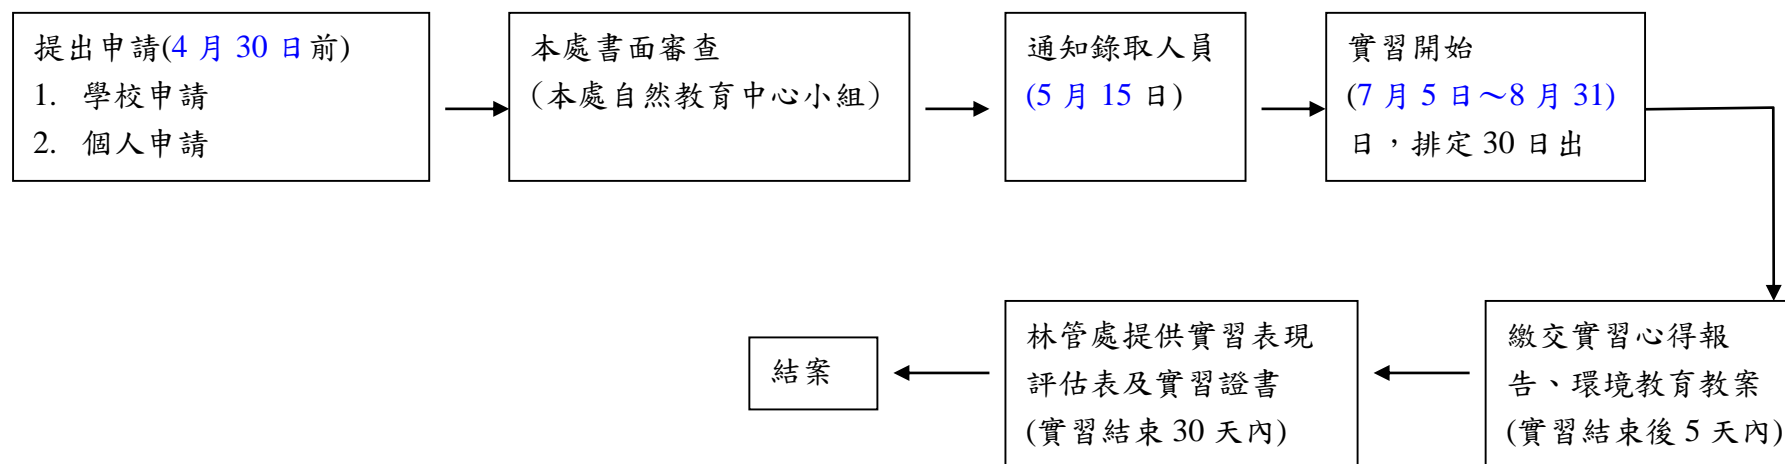 提出申請(4 月 30 日前)
1. 學校申請
2. 個人申請
本處書面審查
（本處自然教育中心小組）
通知錄取人員
(5 月 15 日)
實習開始
(7 月 5 日～8 月 31)
日，排定 30 日出
繳交實習心得報
告、環境教育教案
(實習結束後 5 天內)
林管處提供實習表現
評估表及實習證書
(實習結束 30 天內)
結案